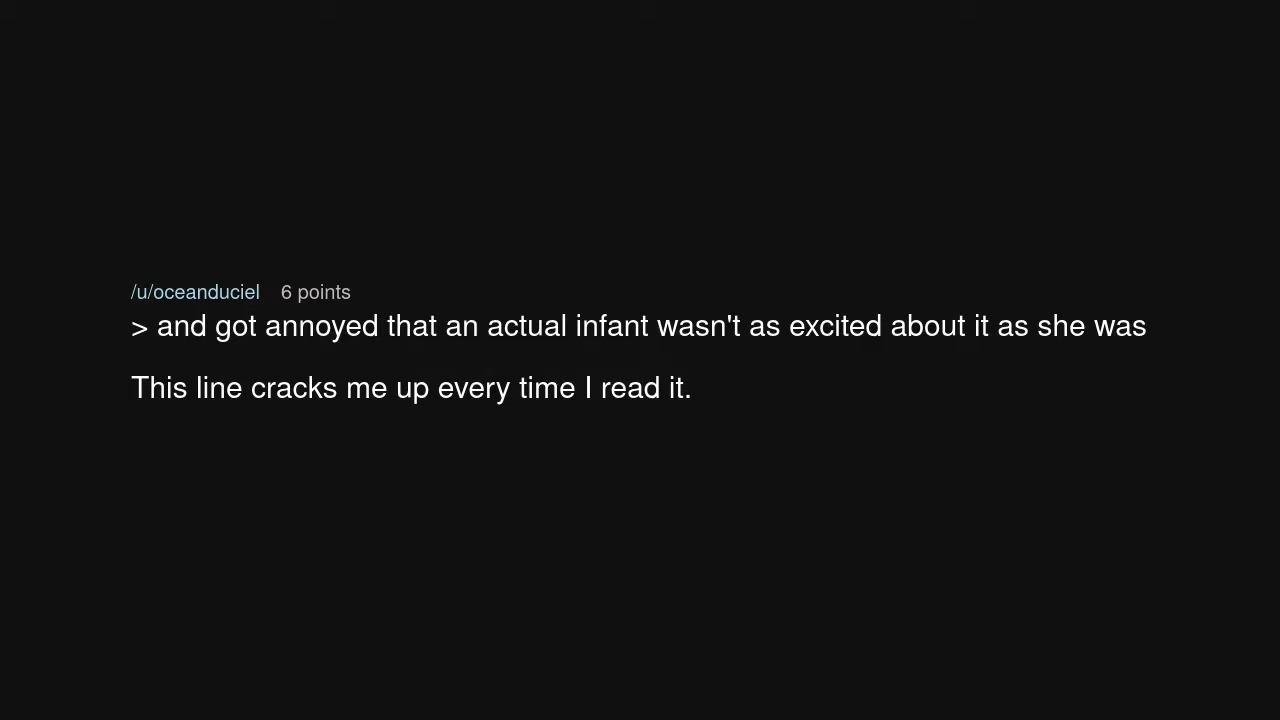 /u/oceanduciel 6 points
> and got annoyed that an actual infant wasn't as excited about it as she was
This line cracks me up every time I read it.